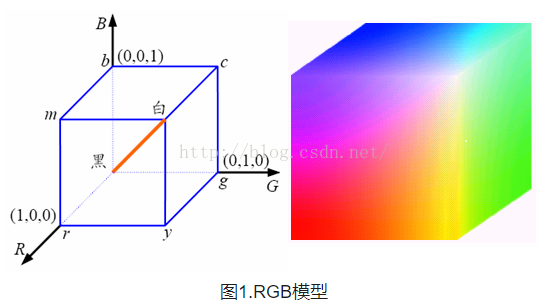 B
b
(0,0,1)
c
m
白
http://blog.csdn.net/
黑
(0,1,0)
g
G
(1,0,0)
r
y
R
图1.RGB模型